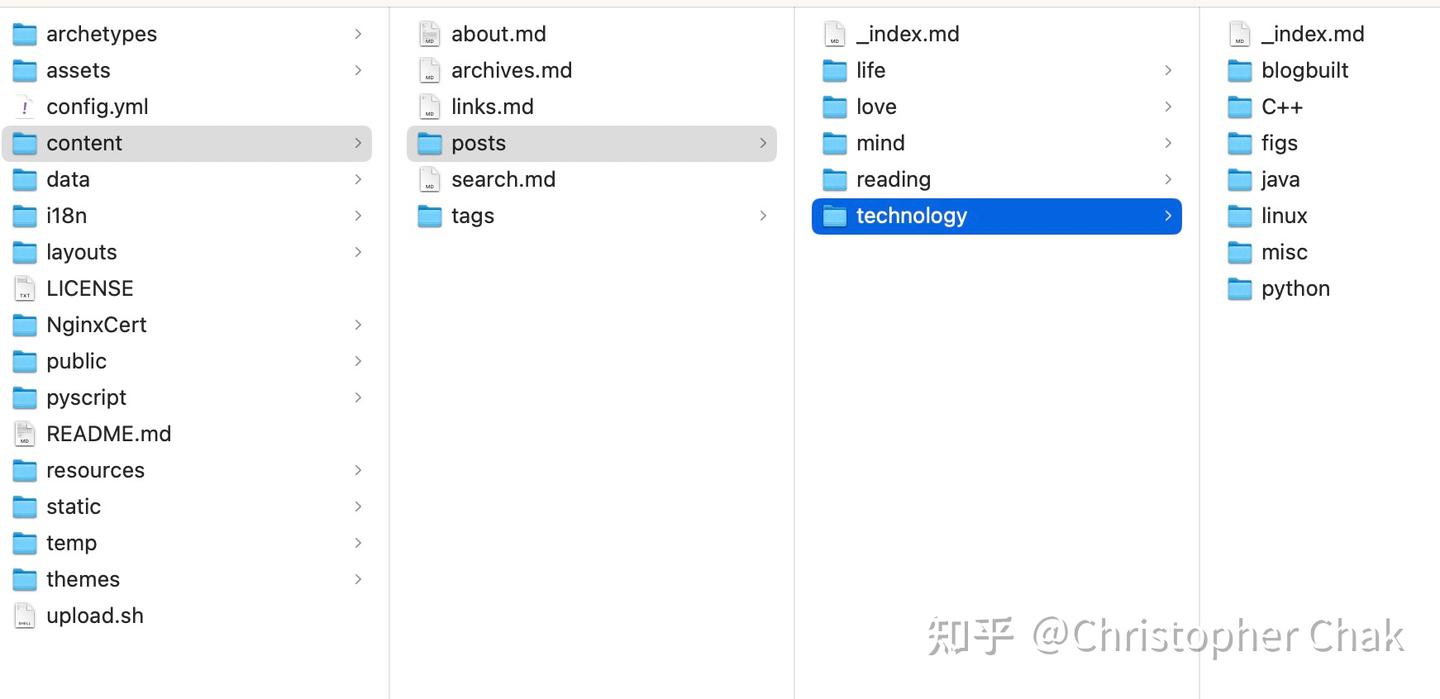 archetypes
assets
config.yml
content
data
i18n
layouts
LICENSE
NginxCert
public
pyscript
README.md
resources
static
temp
themes
upload.sh
about.md
archives.md
links.md
posts
search.md
tags
_index.md
life
love
mind
reading
technology
_index.md
blogbuilt
C++
figs
java
linux
misc
python
知乎 @Christopher Chak